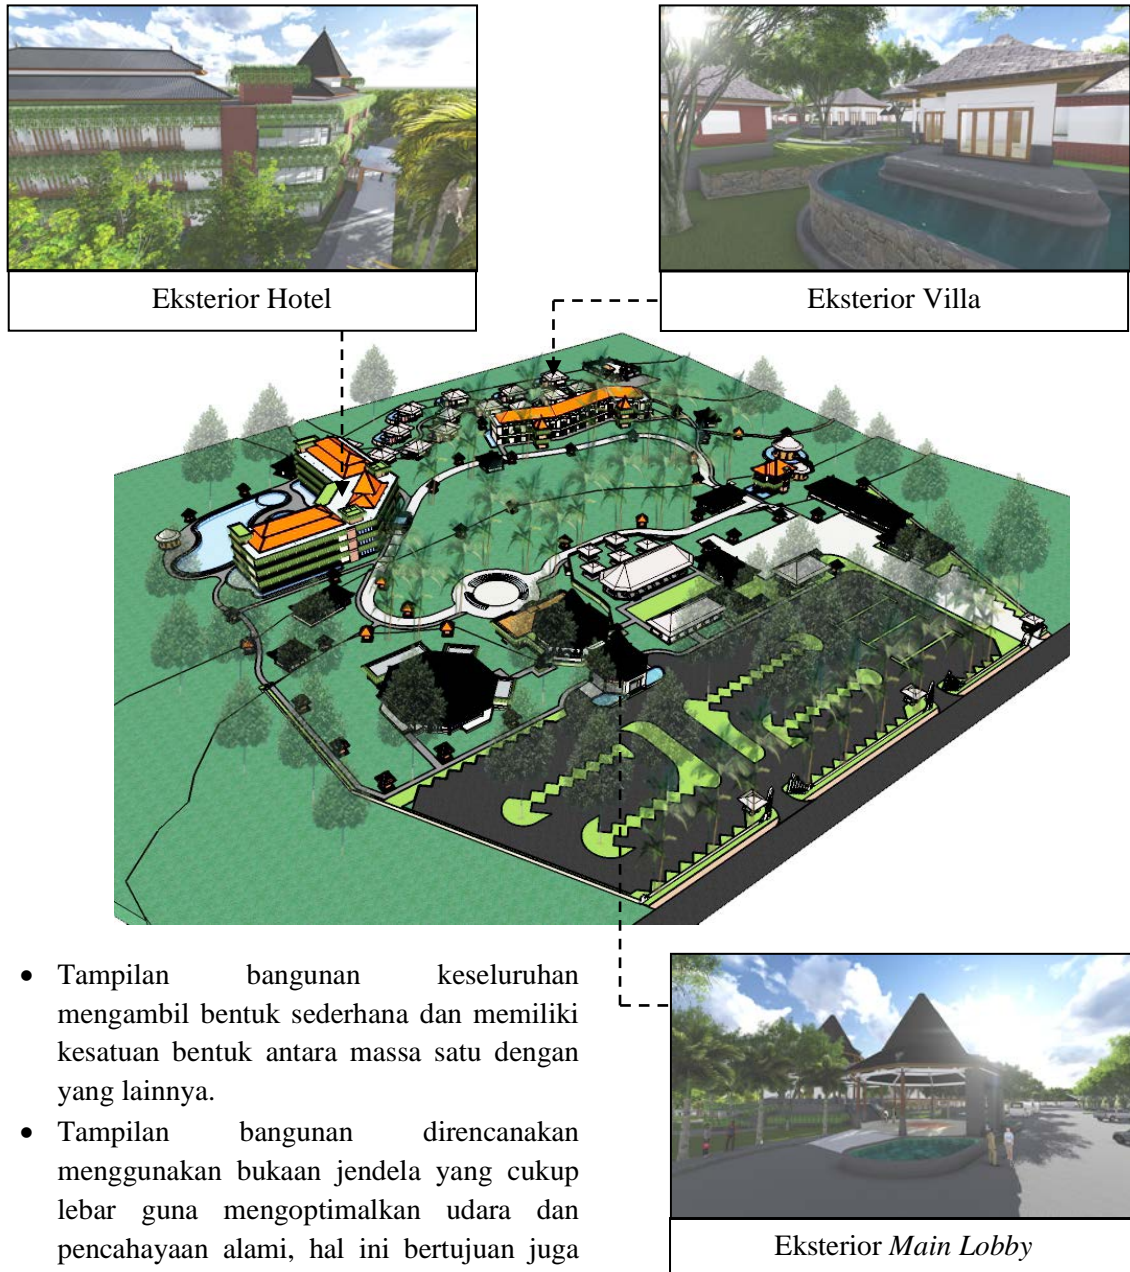 Eksterior Hotel
Eksterior Villa
• Tampilan bangunan keseluruhan
mengambil bentuk sederhana dan memiliki
kesatuan bentuk antara massa satu dengan
yang lainnya.
• Tampilan bangunan direncanakan
menggunakan bukaan jendela yang cukup
lebar guna mengoptimalkan udara dan
pencahayaan alami, hal ini bertujuan juga
Eksterior Main Lobby